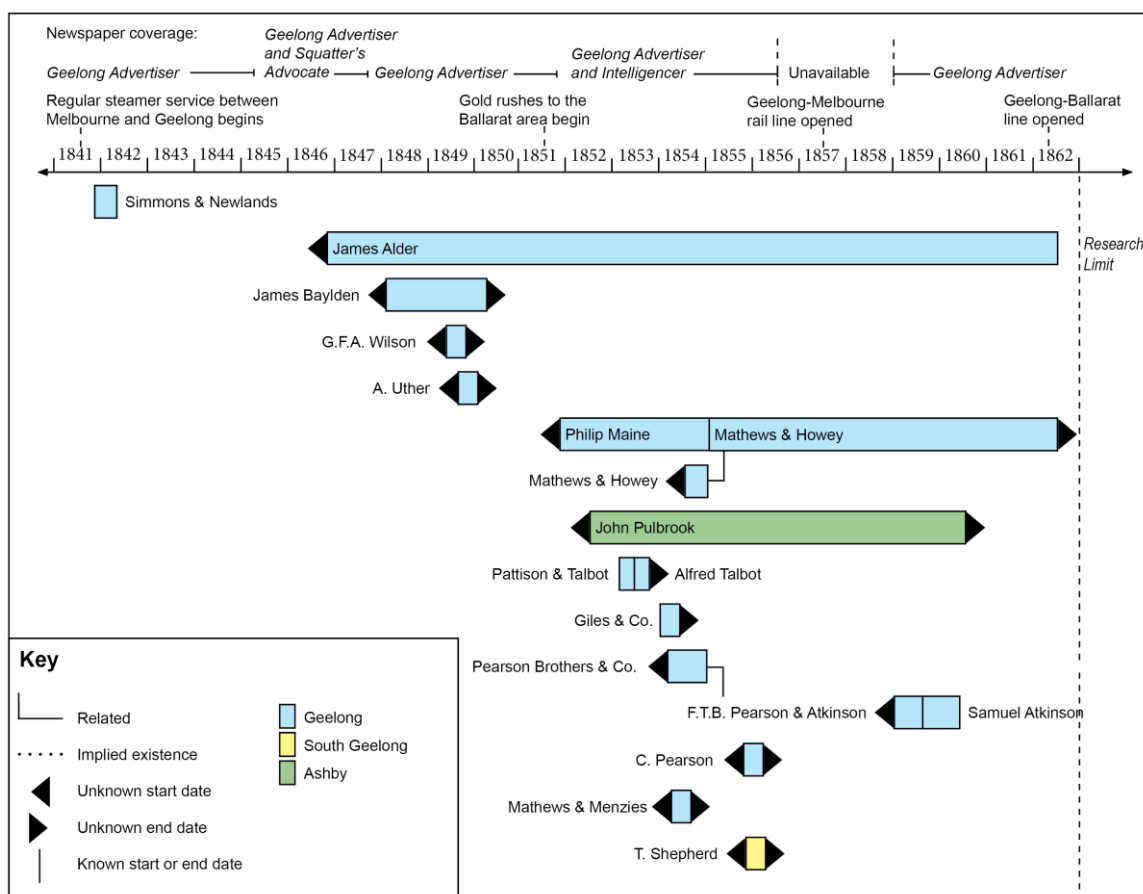 Newspaper coverage:
Geelong Advertiser
Geelong Advertiser
and Squatter's
Advocate
Geelong Advertiser
Geelong Advertiser
and Intelligencer
Unavailable
Geelong Advertiser
Regular steamer service between
Melbourne and Geelong begins
Gold rushes to the
Ballarat area begin
Geelong-Melbourne
rail line opened
Geelong-Ballarat
line opened
1841 1842 1843 1844 1845 1846 1847 1848 1849 1850 1851 1852 1853 1854 1855 1856 1857 1858 1859 1860 1861 1862
Simmons & Newlands
James Alder
Research
Limit
James Baylden
G.F.A. Wilson
A. Uther
Philip Maine
Mathews & Howey
Mathews & Howey
John Pulbrook
Pattison & Talbot
Alfred Talbot
Giles & Co.
Pearson Brothers & Co.
F.T.B. Pearson & Atkinson
Samuel Atkinson
C. Pearson
Mathews & Menzies
T. Shepherd
Key
Related
Implied existence
Unknown start date
Unknown end date
Known start or end date
Geelong
South Geelong
Ashby